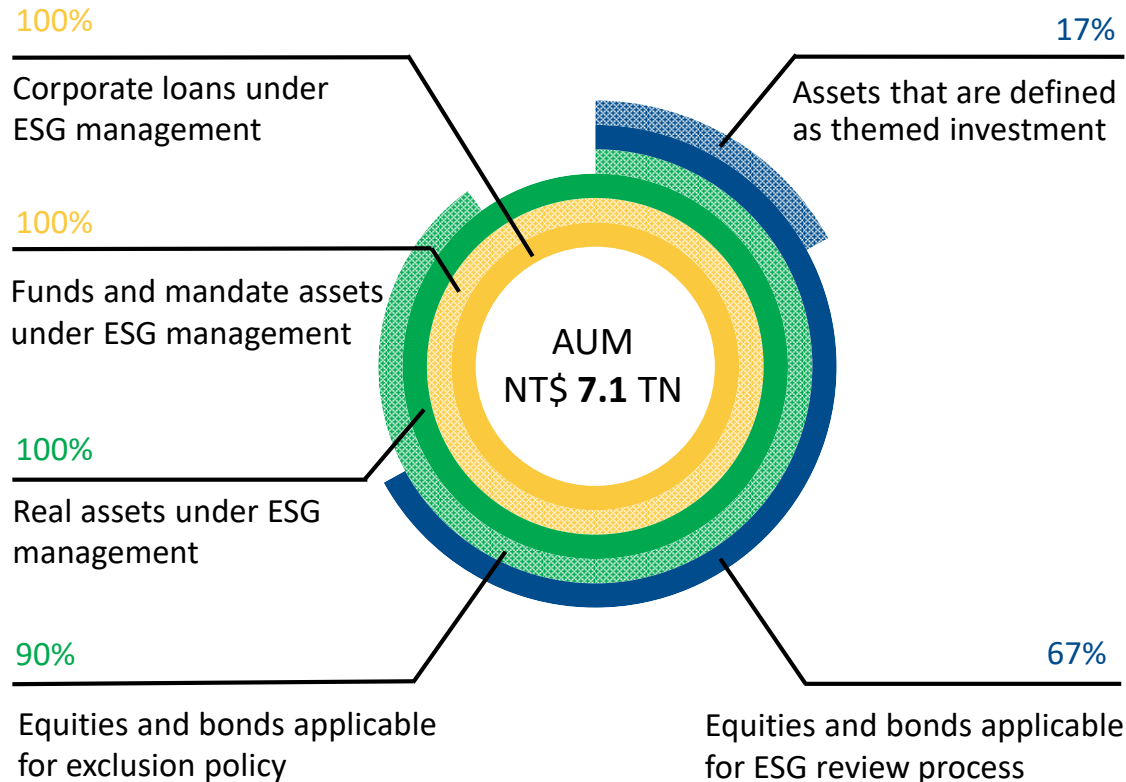 100%
Corporate loans under
ESG management
100%
Funds and mandate assets
under ESG management
100%
Real assets under ESG
management
90%
Equities and bonds applicable
for exclusion policy
AUM
NT$ 7.1 TN
17%
Assets that are defined
as themed investment
67%
Equities and bonds applicable
for ESG review process